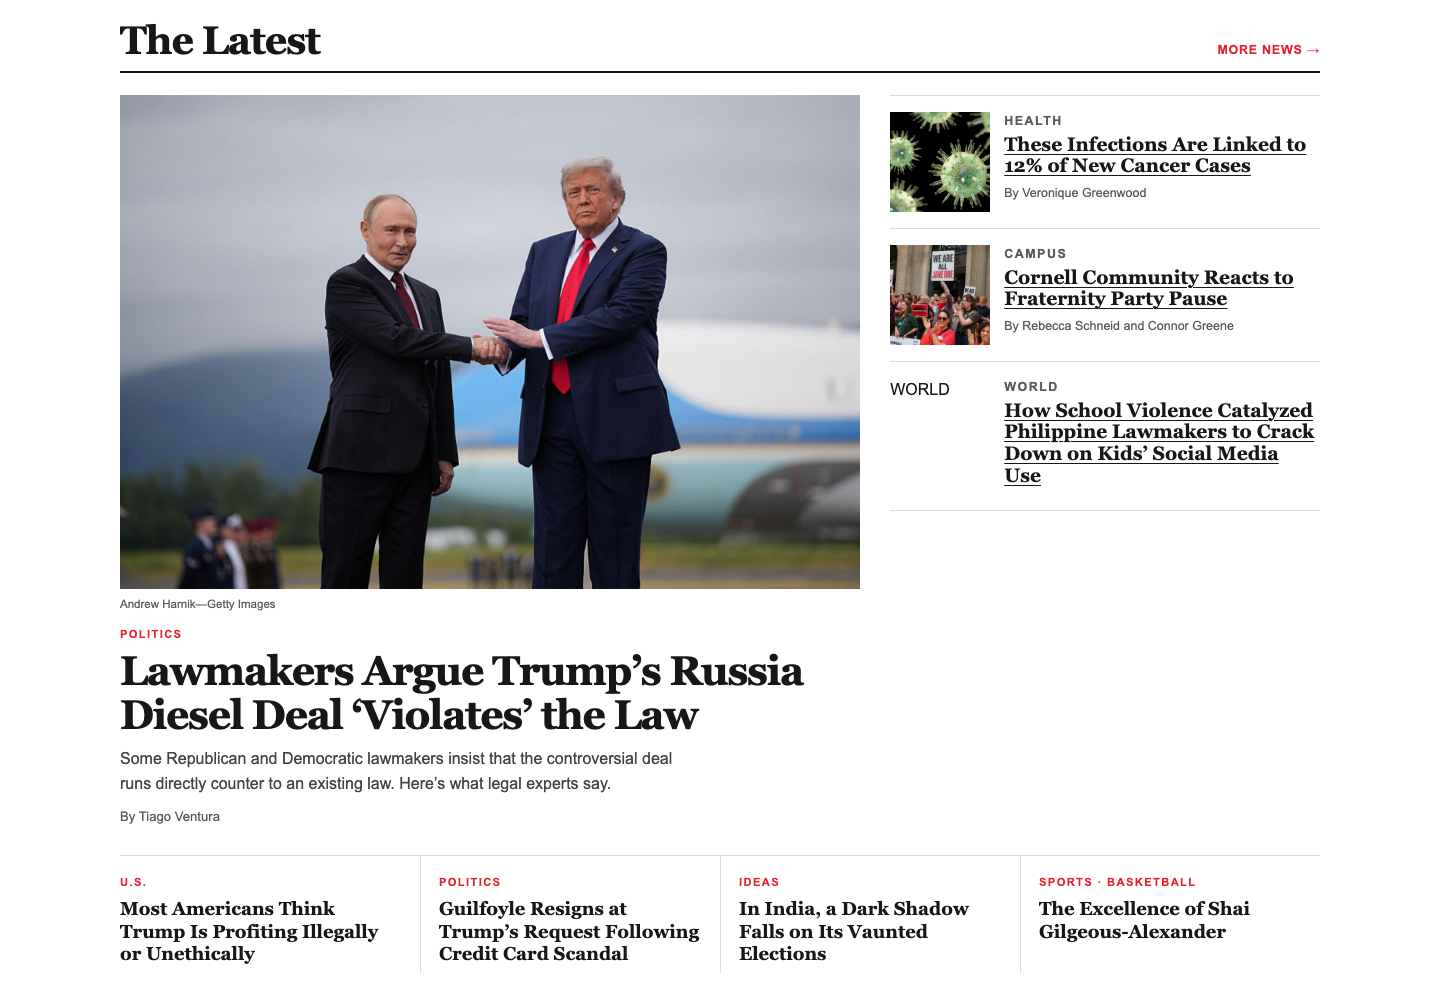 The Latest
MORE NEWS →
Andrew Harnik—Getty Images
POLITICS
Lawmakers Argue Trump’s Russia
Diesel Deal ‘Violates’ the Law
Some Republican and Democratic lawmakers insist that the controversial deal
runs directly counter to an existing law. Here’s what legal experts say.
By Tiago Ventura
HEALTH
These Infections Are Linked to
12% of New Cancer Cases
By Veronique Greenwood
WE ARE
ALL
JANE DOE
CAMPUS
Cornell Community Reacts to
Fraternity Party Pause
By Rebecca Schneid and Connor Greene
WORLD
WORLD
How School Violence Catalyzed
Philippine Lawmakers to Crack
Down on Kids’ Social Media
Use
U.S.
Most Americans Think
Trump Is Profiting Illegally
or Unethically
POLITICS
Guilfoyle Resigns at
Trump’s Request Following
Credit Card Scandal
IDEAS
In India, a Dark Shadow
Falls on Its Vaunted
Elections
SPORTS · BASKETBALL
The Excellence of Shai
Gilgeous-Alexander